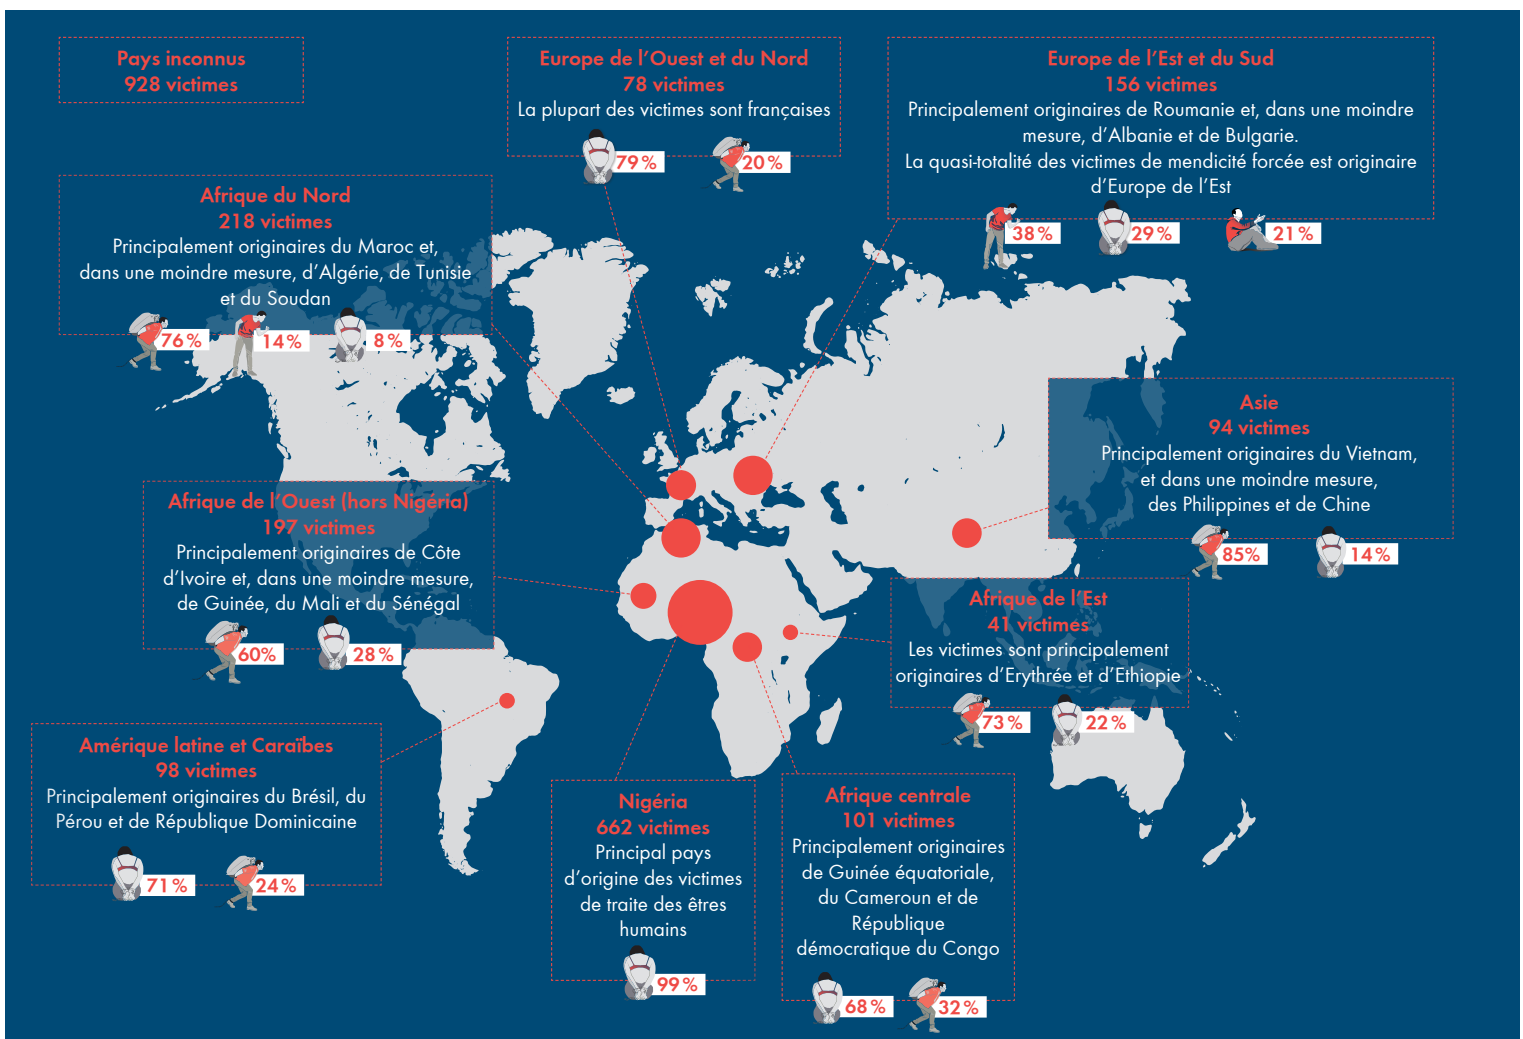 Pays inconnus
928 victimes
Europe de l’Ouest et du Nord
78 victimes
La plupart des victimes sont françaises
79 %
20 %
Europe de l’Est et du Sud
156 victimes
Principalement originaires de Roumanie et, dans une moindre
mesure, d’Albanie et de Bulgarie.
La quasi-totalité des victimes de mendicité forcée est originaire
d’Europe de l’Est
38 %
29 %
21 %
Afrique du Nord
218 victimes
Principalement originaires du Maroc et,
dans une moindre mesure, d’Algérie, de Tunisie
et du Soudan
76 %
14 %
8 %
Asie
94 victimes
Principalement originaires du Vietnam,
et dans une moindre mesure,
des Philippines et de Chine
85%
14 %
Afrique de l’Ouest (hors Nigéria)
197 victimes
Principalement originaires de Côte
d’Ivoire et, dans une moindre mesure,
de Guinée, du Mali et du Sénégal
60%
28 %
Afrique de l’Est
41 victimes
Les victimes sont principalement
originaires d’Erythrée et d’Ethiopie
73 %
22 %
Amérique latine et Caraïbes
98 victimes
Principalement originaires du Brésil, du
Pérou et de République Dominicaine
71 %
24 %
Nigéria
662 victimes
Principal pays
d’origine des victimes
de traite des êtres
humains
99 %
Afrique centrale
101 victimes
Principalement originaires
de Guinée équatoriale,
du Cameroun et de
République
démocratique du Congo
68 %
32 %